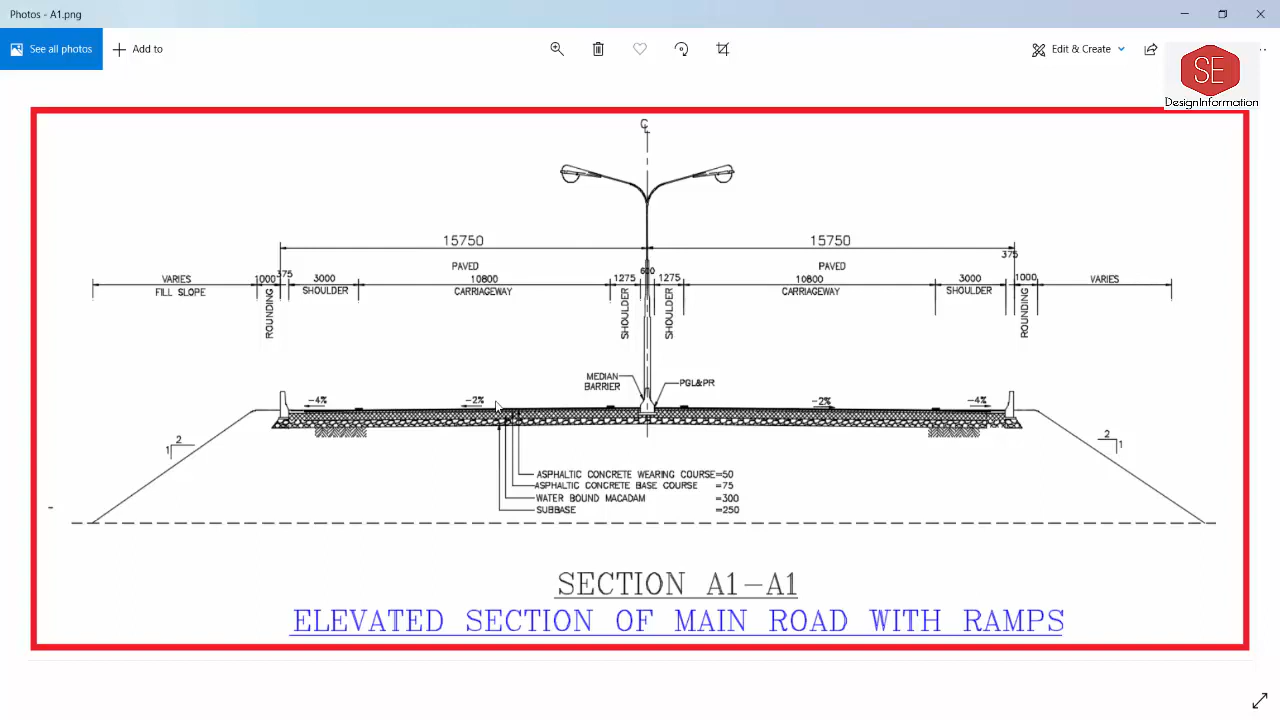 Photos - A1.png
See all photos
Add to
Edit & Create
SE
DesignInformation
CL
15750 15750
VARIES 1000 375 3000 PAVED 10800 1275 600 1275 PAVED 10800 3000 375 1000 VARIES
FILL SLOPE ROUNDING SHOULDER CARRIAGEWAY SHOULDER SHOULDER CARRIAGEWAY SHOULDER ROUNDING
MEDIAN
BARRIER
PGL&PR
-4% -2% -2% -4%
2
1
2
1
ASPHALTIC CONCRETE WEARING COURSE=50
ASPHALTIC CONCRETE BASE COURSE =75
WATER BOUND MACADAM =300
SUBBASE =250
SECTION A1-A1
ELEVATED SECTION OF MAIN ROAD WITH RAMPS